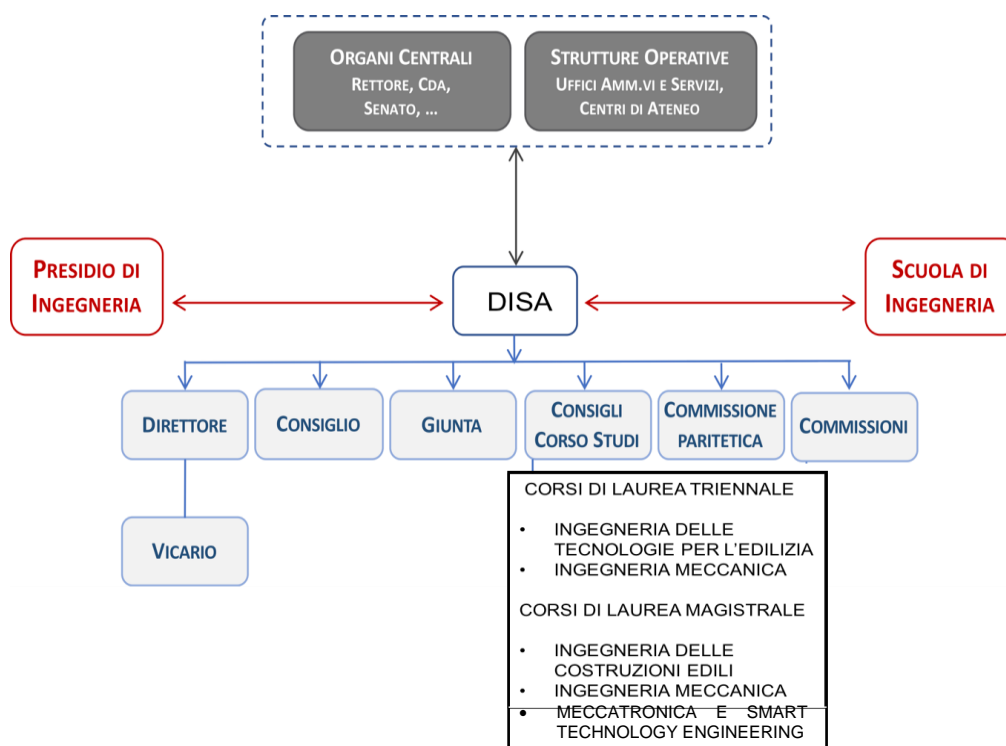 ORGANI CENTRALI
RETTORE, CDA,
SENATO, ...
STRUTTURE OPERATIVE
UFFICI AMM.VI E SERVIZI,
CENTRI DI ATENEO
PRESIDIO DI
INGEGNERIA
DISA
SCUOLA DI
INGEGNERIA
DIRETTORE
CONSIGLIO
GIUNTA
CONSIGLI
CORSO STUDI
COMMISSIONE
PARITETICA
COMMISSIONI
VICARIO
CORSI DI LAUREA TRIENNALE
• INGEGNERIA DELLE
TECNOLOGIE PER L'EDILIZIA
• INGEGNERIA MECCANICA
CORSI DI LAUREA MAGISTRALE
• INGEGNERIA DELLE
COSTRUZIONI EDILI
• INGEGNERIA MECCANICA
• MECCATRONICA E SMART
TECHNOLOGY ENGINEERING